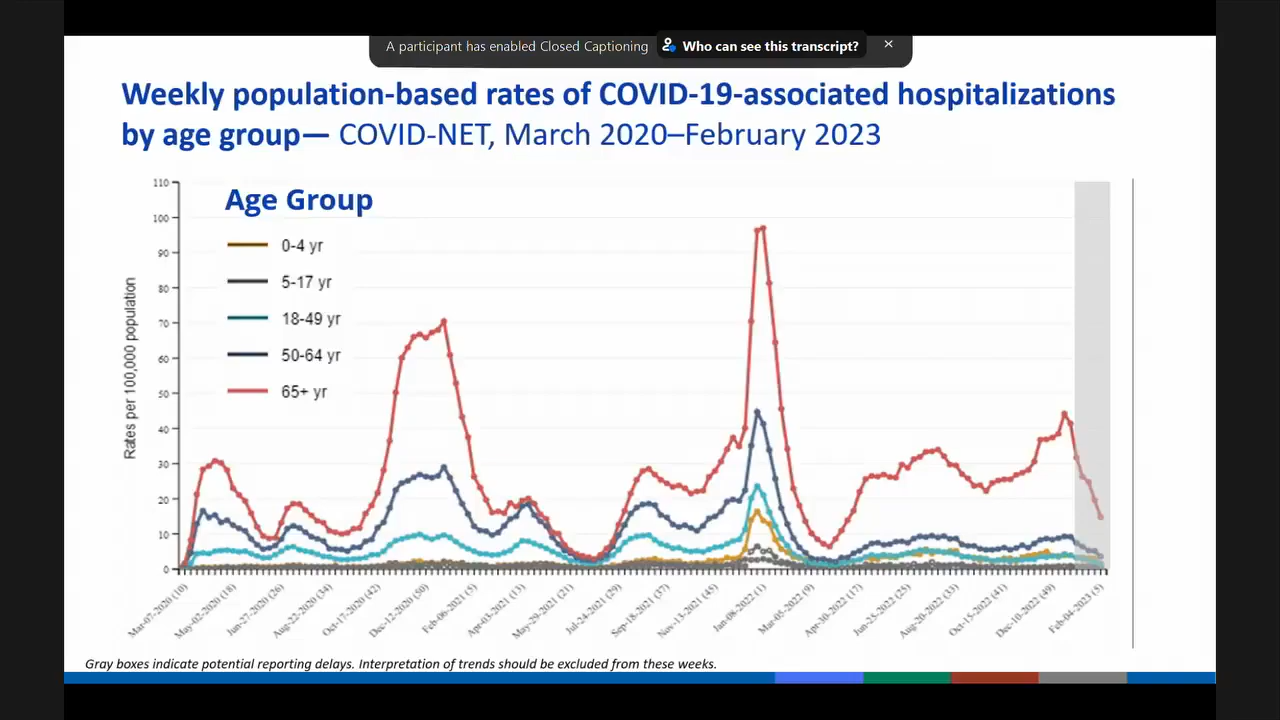 A participant has enabled Closed Captioning Who can see this transcript?
Weekly population-based rates of COVID-19-associated hospitalizations
by age group— COVID-NET, March 2020–February 2023
Age Group
0-4 yr
5-17 yr
18-49 yr
50-64 yr
65+ yr
Rates per 100,000 population
110
100
90
80
70
60
50
40
30
20
10
0
Mar-07-2020 (10)
May-02-2020 (18)
Jun-27-2020 (26)
Aug-22-2020 (34)
Oct-17-2020 (42)
Dec-12-2020 (50)
Feb-06-2021 (5)
Apr-03-2021 (13)
May-29-2021 (21)
Jul-24-2021 (29)
Sep-18-2021 (37)
Nov-13-2021 (45)
Jan-08-2022 (1)
Mar-05-2022 (9)
Apr-30-2022 (17)
Jun-25-2022 (25)
Aug-20-2022 (33)
Oct-15-2022 (41)
Dec-10-2022 (49)
Feb-04-2023 (5)
Gray boxes indicate potential reporting delays. Interpretation of trends should be excluded from these weeks.